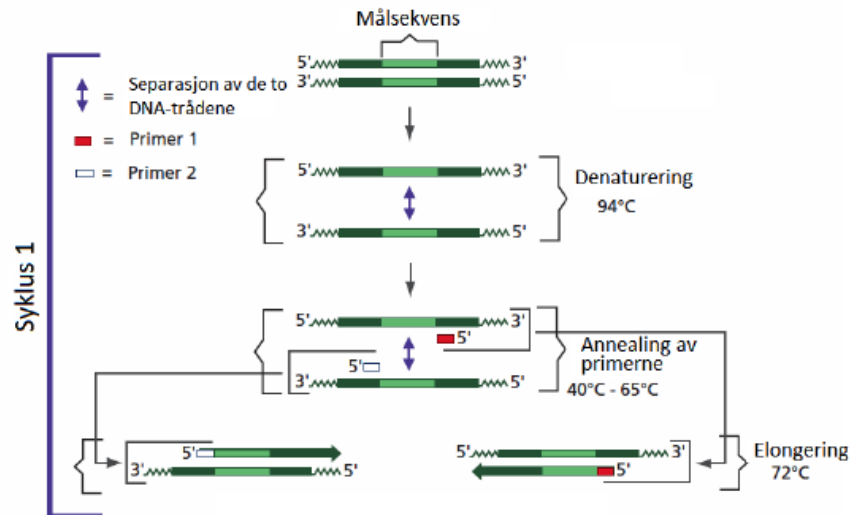 Målsekvens
5' 3'
3' 5'
= Separasjon av de to
DNA-trådene
= Primer 1
= Primer 2
5' 3'
Denaturering
94°C
3' 5'
Syklus 1
5' 3'
5'
5'
Annealing av
primerne
3' 5'
40°C - 65°C
5'
3' 5'
5' 3'
5'
Elongering
72°C